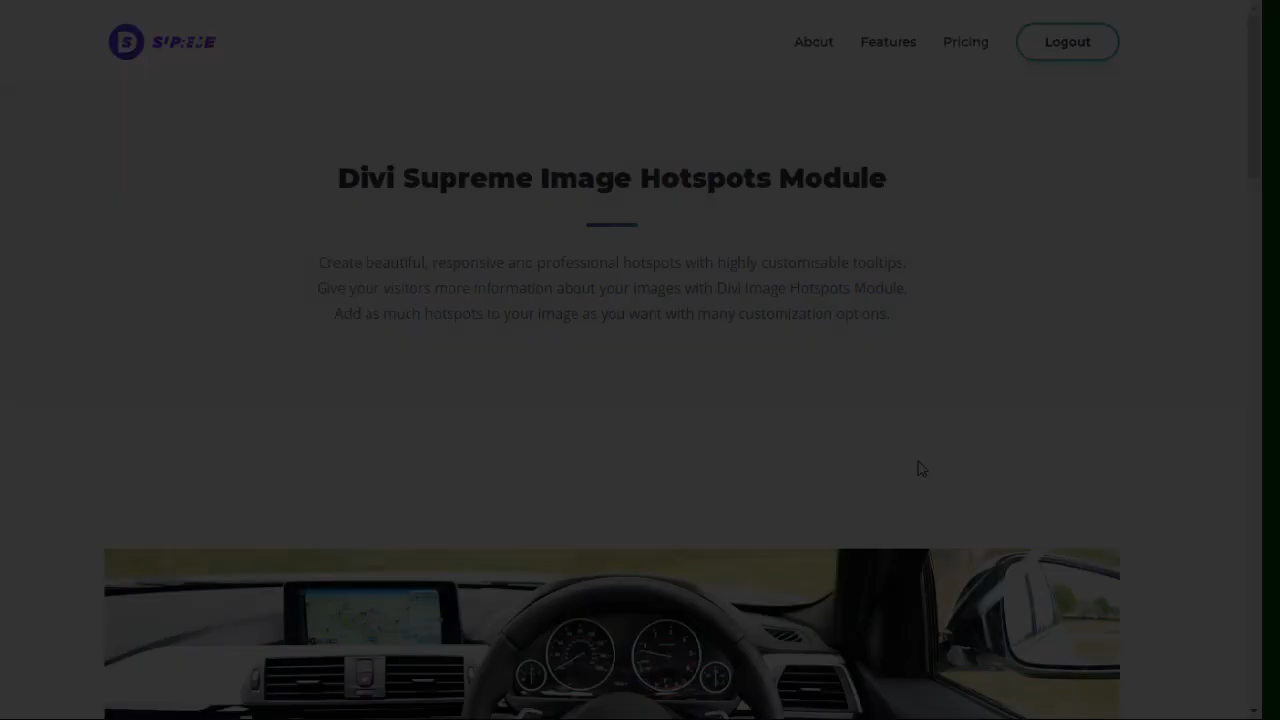 SUPREME
About
Features
Pricing
Logout
Divi Supreme Image Hotspots Module
Create beautiful, responsive and professional hotspots with highly customisable tooltips.
Give your visitors more information about your images with Divi Image Hotspots Module.
Add as much hotspots to your image as you want with many customization options.